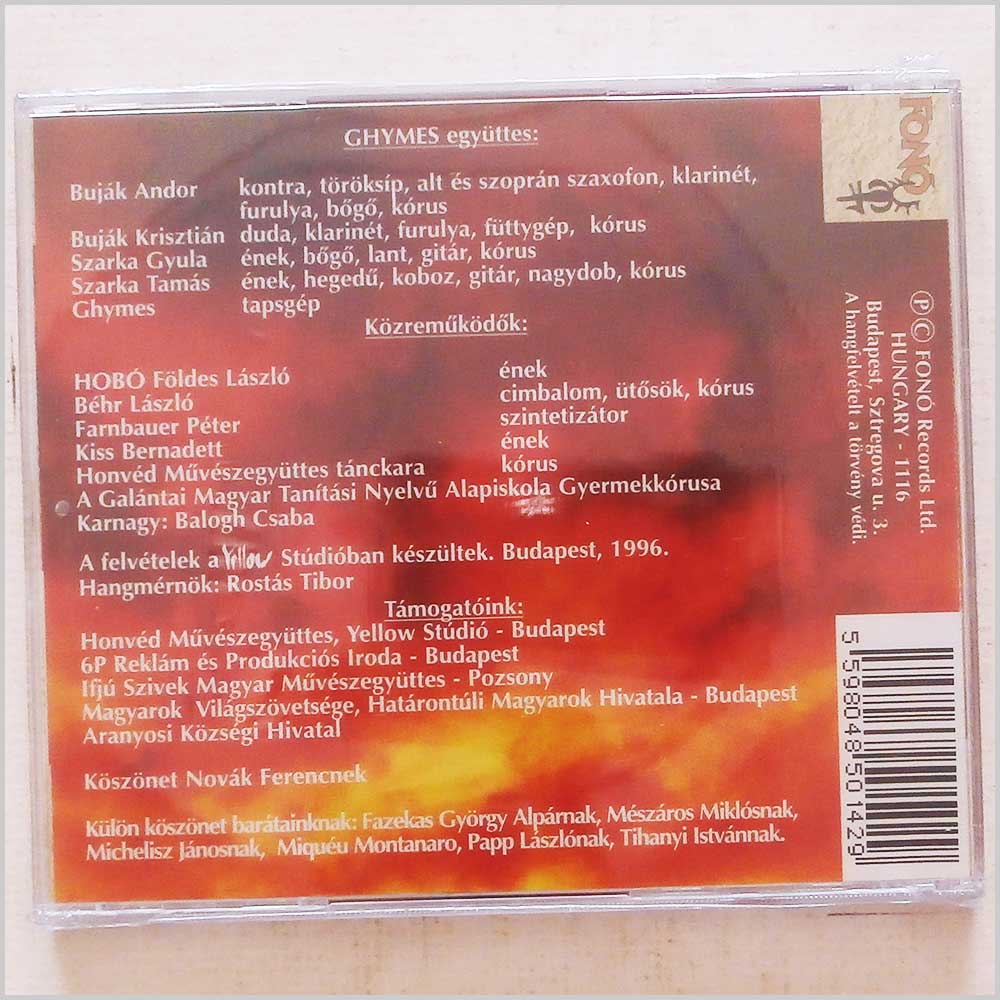 GHYMES együttes:
Buják Andor kontra, töröksíp, alt és szoprán szaxofon, klarinét,
furulya, bőgő, kórus
Buják Krisztián duda, klarinét, furulya, füttygép, kórus
Szarka Gyula ének, bőgő, lant, gitár, kórus
Szarka Tamás ének, hegedű, koboz, gitár, nagydob, kórus
Ghymes tapsgép
Közreműködők:
HOBÓ Földes László ének
Béhr László cimbalom, ütősök, kórus
Farnbauer Péter szintetizátor
Kiss Bernadett ének
Honvéd Művészegyüttes tánckara kórus
A Galántai Magyar Tanítási Nyelvű Alapiskola Gyermekkórusa
Karnagy: Balogh Csaba
A felvételek a Yellow Stúdióban készültek. Budapest, 1996.
Hangmérnök: Rostás Tibor
Támogatóink:
Honvéd Művészegyüttes, Yellow Stúdió - Budapest
6P Reklám és Produkciós Iroda - Budapest
Ifjú Szivek Magyar Művészegyüttes - Pozsony
Magyarok Világszövetsége, Határontúli Magyarok Hivatala - Budapest
Aranyosi Községi Hivatal
Köszönet Novák Ferencnek
Külön köszönet barátainknak: Fazekas György Alpárnak, Mészáros Miklósnak,
Michelisz Jánosnak, Miquéu Montanaro, Papp Lászlónak, Tihanyi Istvánnak.
FONÓ
Ⓟ© FONÓ Records Ltd.
HUNGARY - 1116
Budapest, Sztregova u. 3.
A hangfelvételt a törvény védi.
5 998048 501429